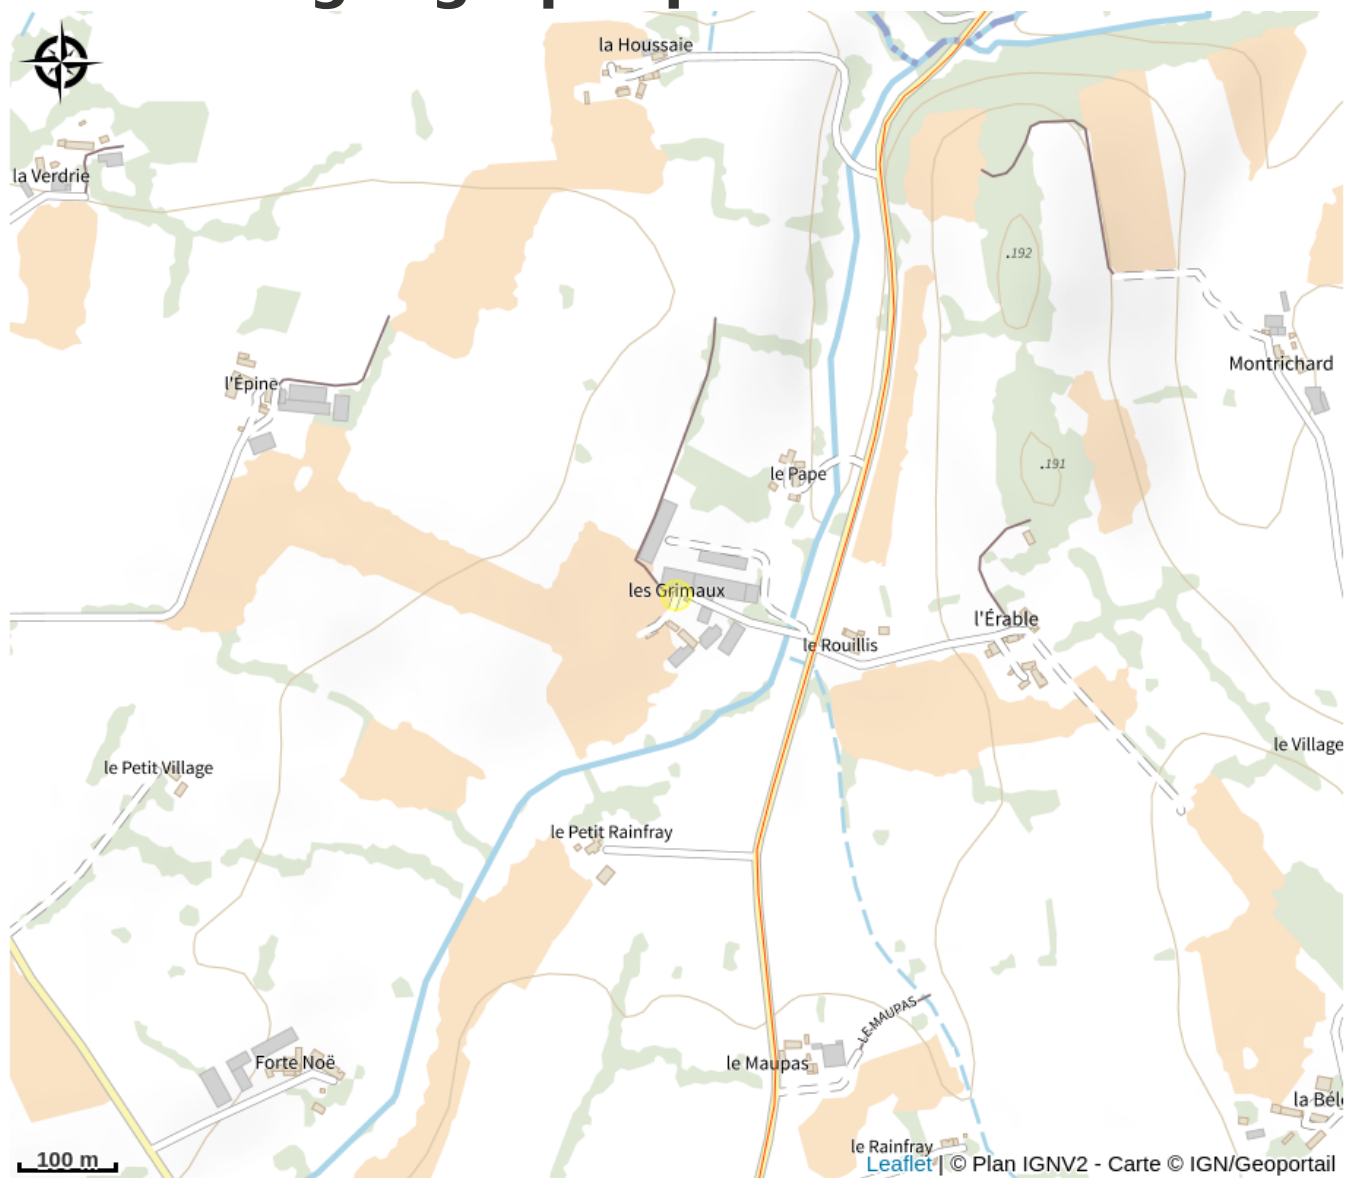 la Houssaie
la Verdrie
.192
Montrichard
l'Épine
.191
le Pape
les Grimaux
l'Érable
le Rouillis
le Village
le Petit Village
le Petit Rainfray
LE MAUPAS
Forte Noë
le Maupas
la Bél
le Rainfray
100 m
Leaflet | © Plan IGNV2 - Carte © IGN/Geoportail